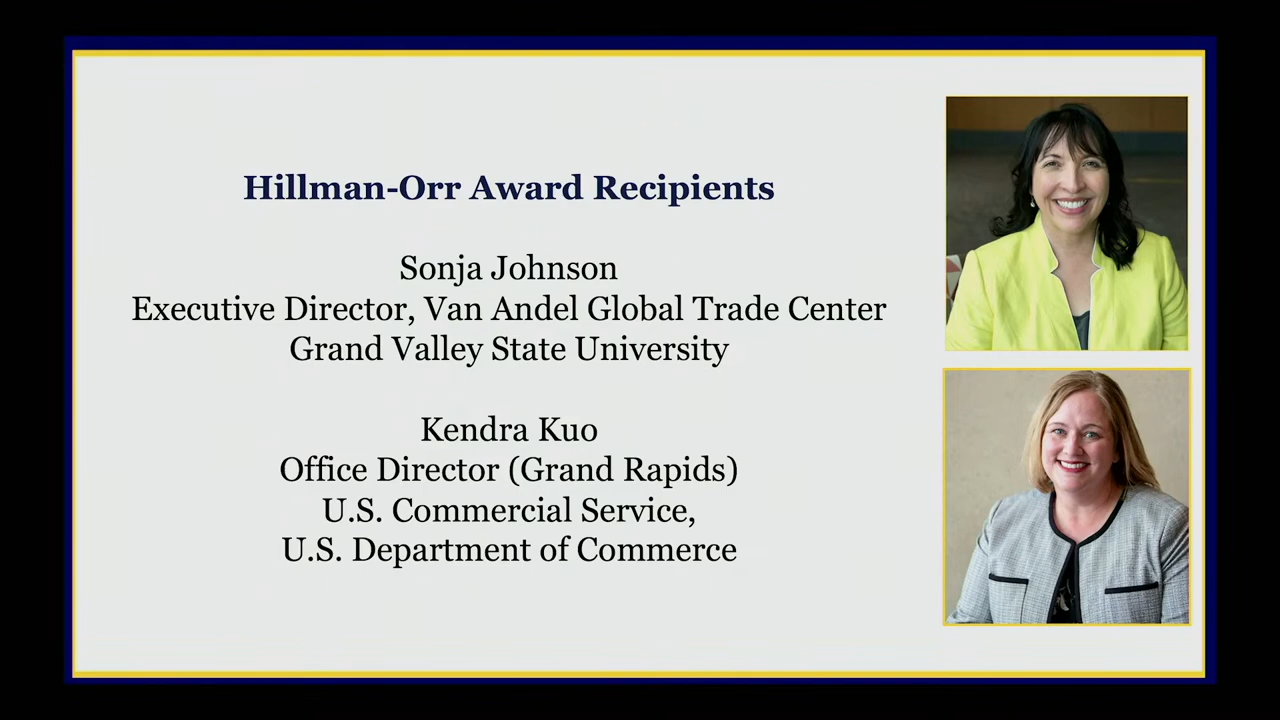 Hillman-Orr Award Recipients
Sonja Johnson
Executive Director, Van Andel Global Trade Center
Grand Valley State University
Kendra Kuo
Office Director (Grand Rapids)
U.S. Commercial Service,
U.S. Department of Commerce